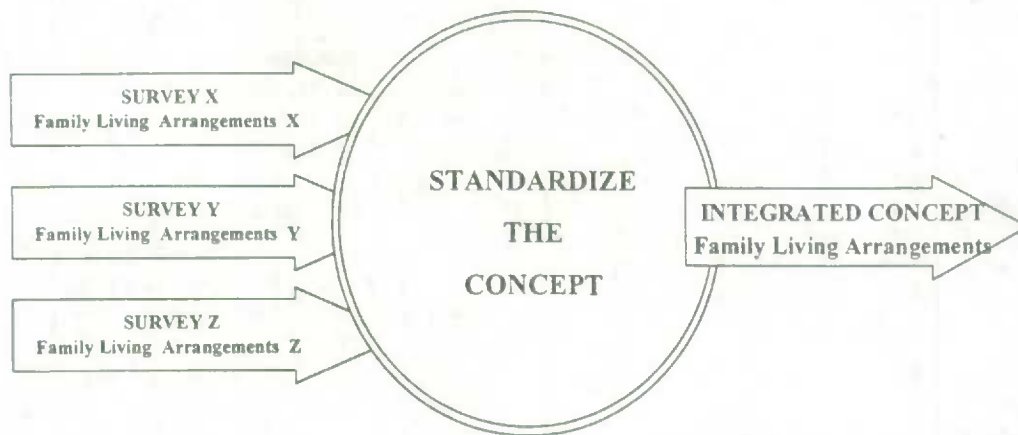 SURVEY X
Family Living Arrangements X
SURVEY Y
Family Living Arrangements Y
SURVEY Z
Family Living Arrangements Z
STANDARDIZE
THE
CONCEPT
INTEGRATED CONCEPT
Family Living Arrangements